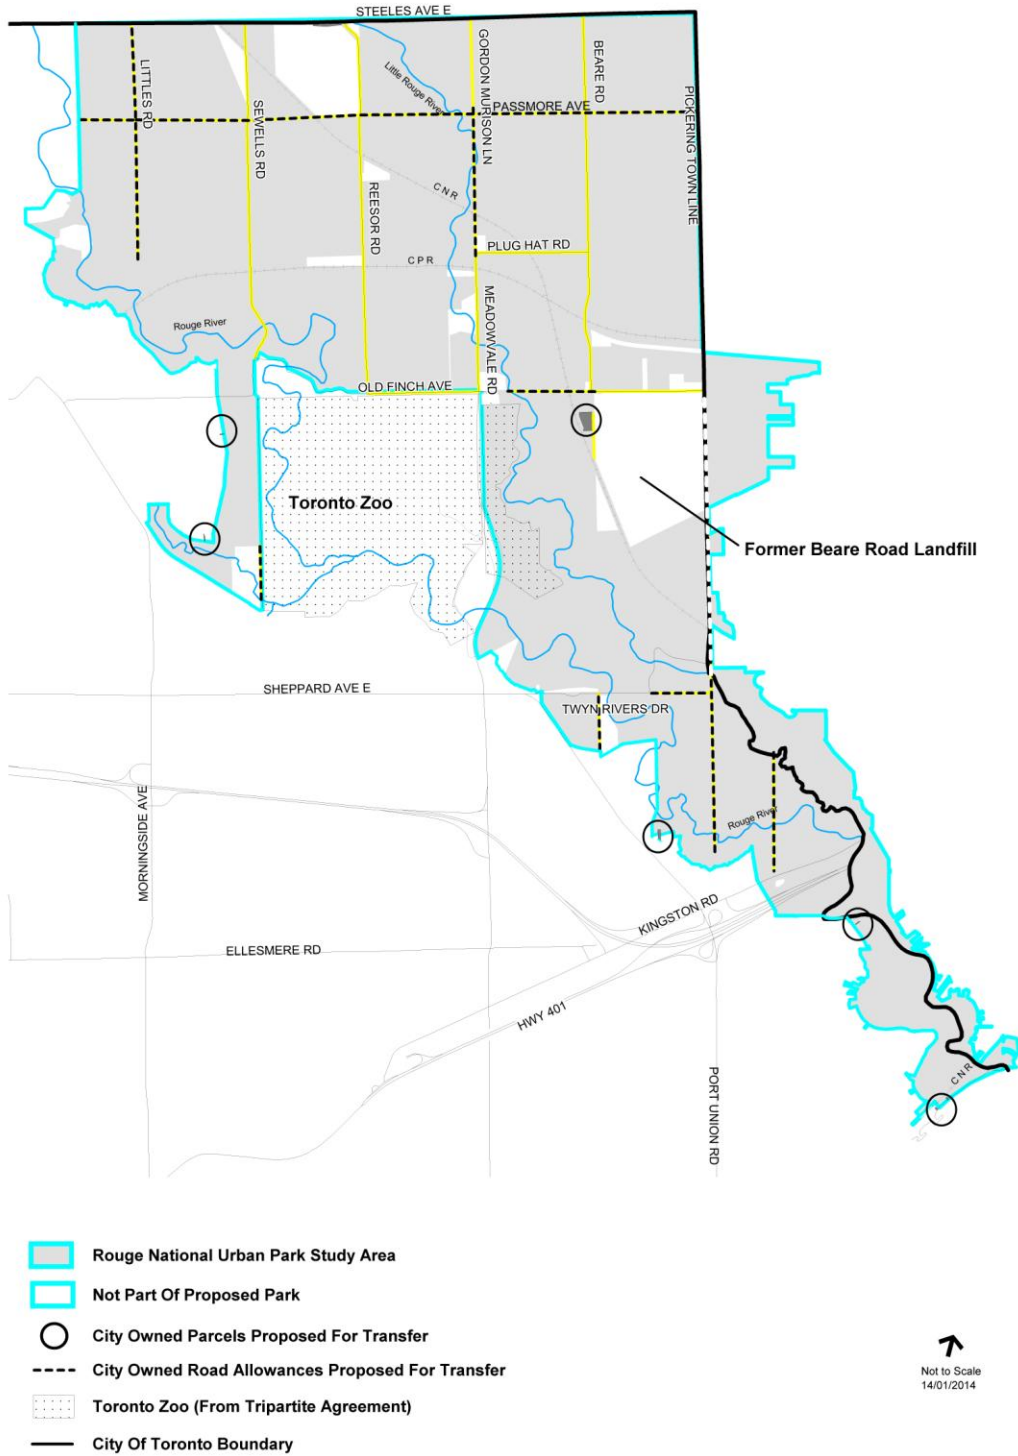 STEELES AVE E
LITTLES RD
SEWELLS RD
REESOR RD
Little Rouge River
GORDON MURISON LN
BEARE RD
PASSMORE AVE
PICKERING TOWN LINE
CNR
PLUG HAT RD
CPR
MEADOWVALE RD
Rouge River
OLD FINCH AVE
Toronto Zoo
Former Beare Road Landfill
SHEPPARD AVE E
TWYN RIVERS DR
MORNINGSIDE AVE
Rouge River
KINGSTON RD
ELLESMERE RD
HWY 401
PORT UNION RD
CNR
Rouge National Urban Park Study Area
Not Part Of Proposed Park
City Owned Parcels Proposed For Transfer
City Owned Road Allowances Proposed For Transfer
Toronto Zoo (From Tripartite Agreement)
City Of Toronto Boundary
Not to Scale
14/01/2014